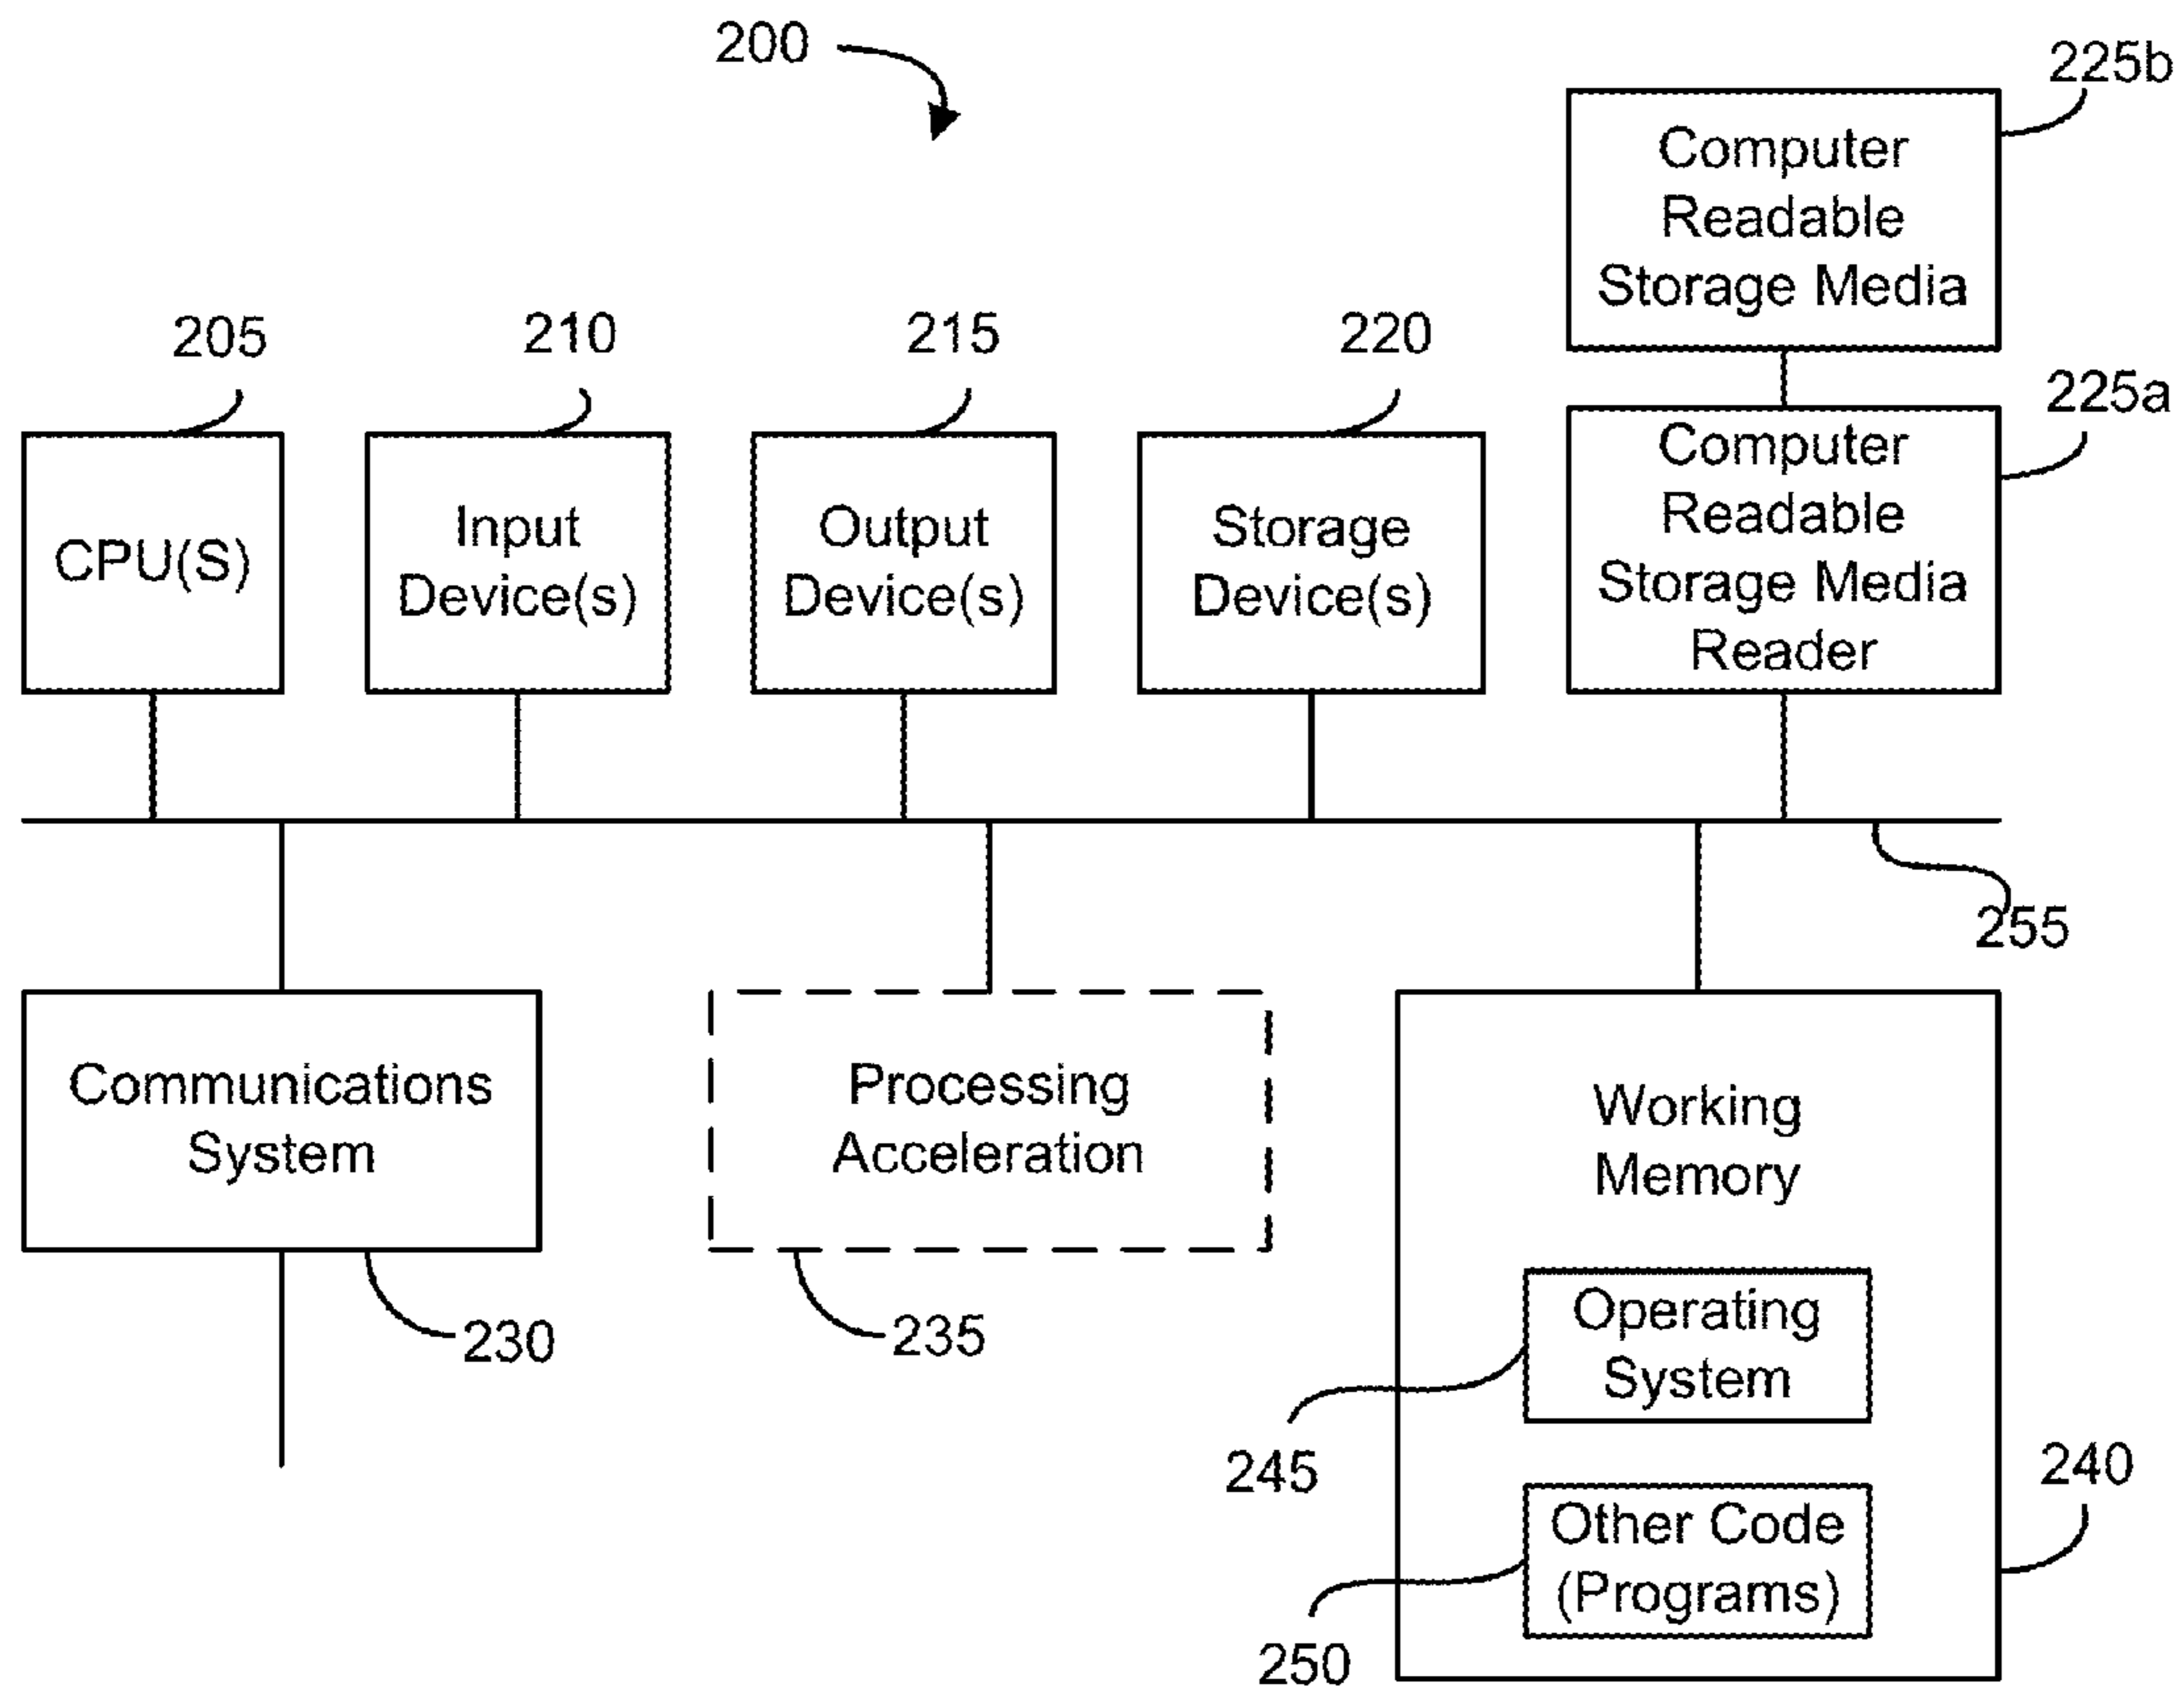 200
225b
Computer
Readable
Storage Media
205
210
215
220
225a
CPU(S)
Input
Device(s)
Output
Device(s)
Storage
Device(s)
Computer
Readable
Storage Media
Reader
255
Communications
System
Processing
Acceleration
Working
Memory
230
235
Operating
System
245
240
Other Code
(Programs)
250